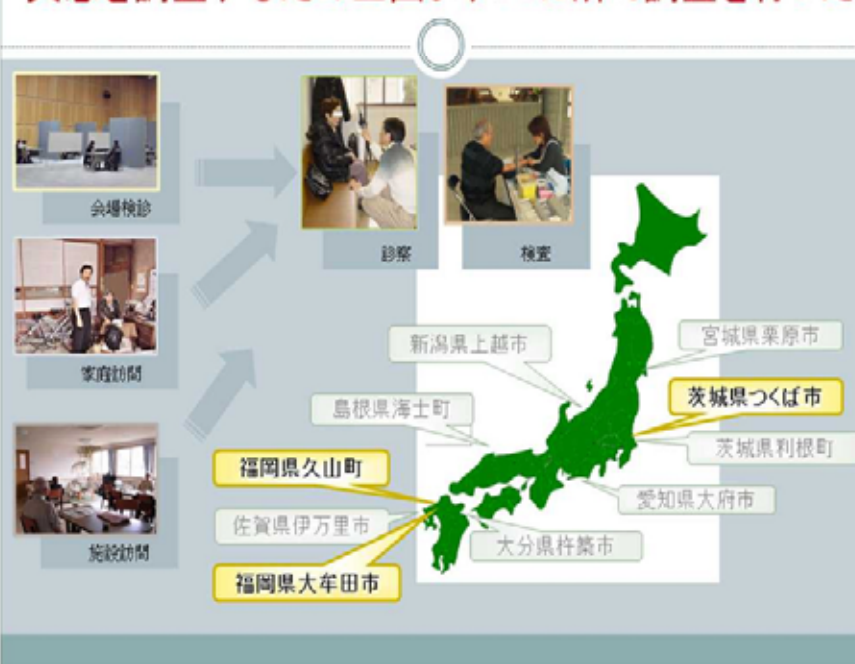 会場検診
診察
検査
家庭訪問
施設訪問
新潟県上越市
宮城県栗原市
島根県海士町
茨城県つくば市
茨城県利根町
福岡県久山町
愛知県大府市
佐賀県伊万里市
大分県杵築市
福岡県大牟田市